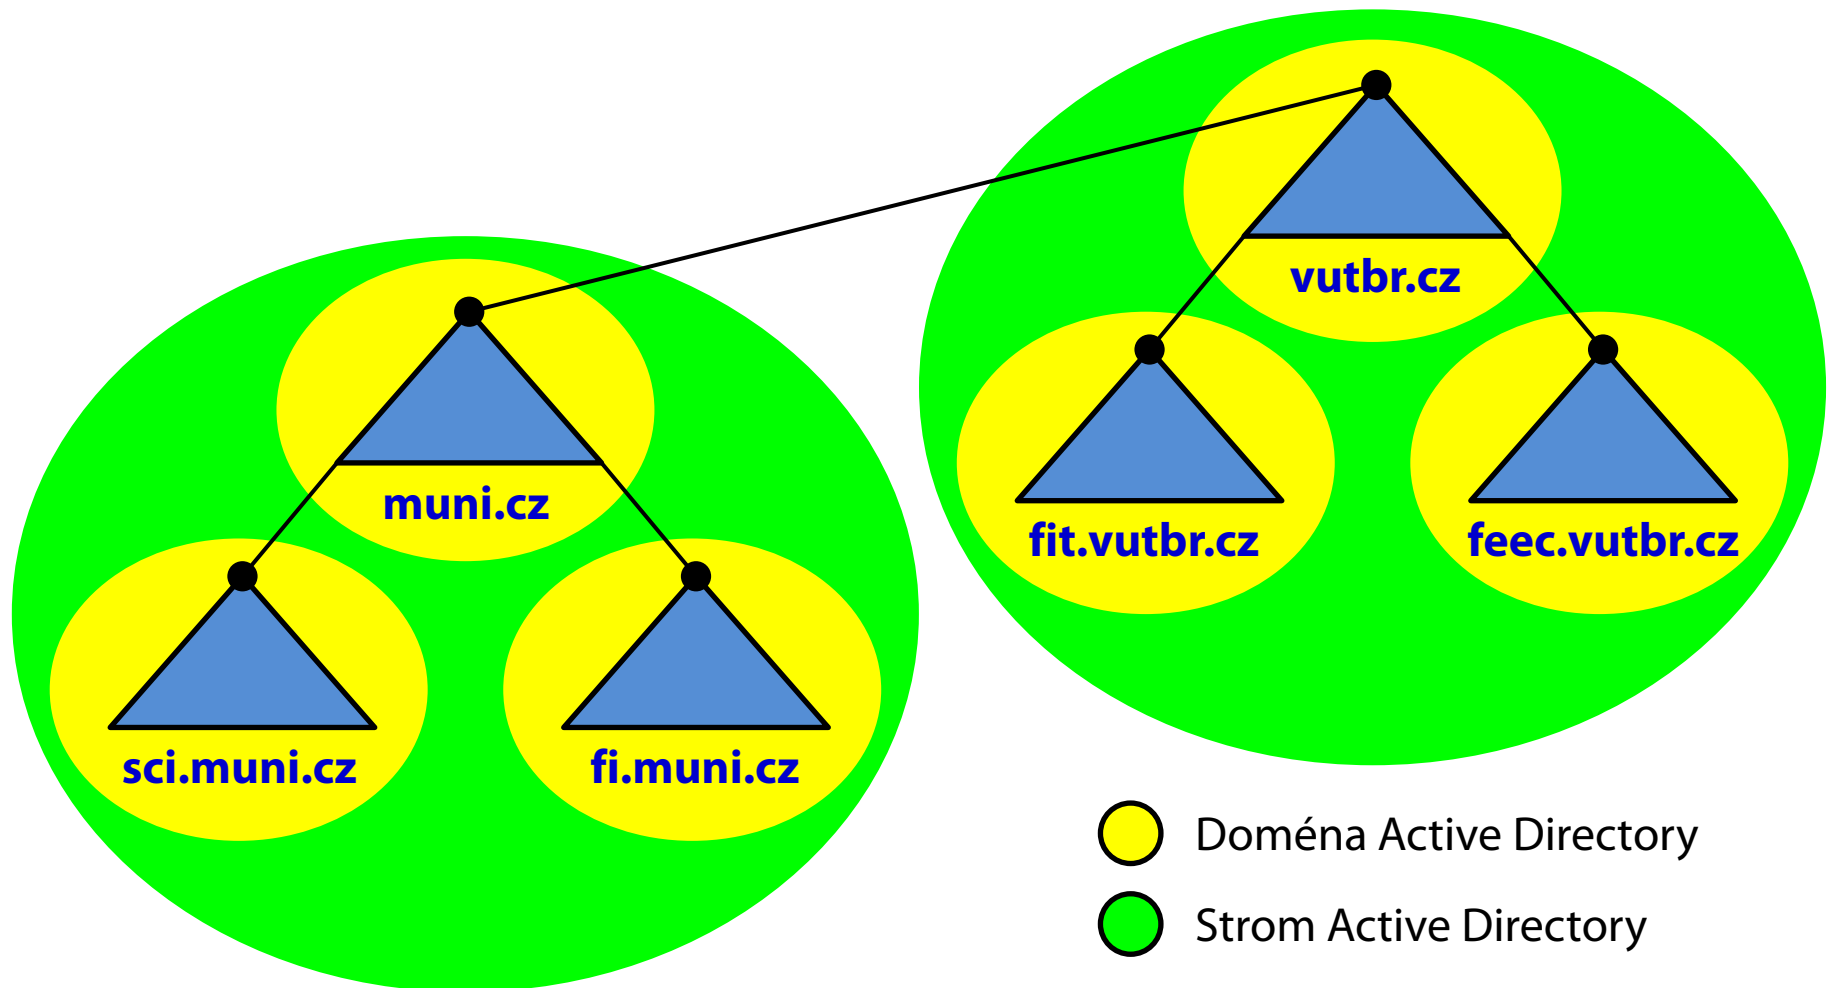 vutbr.cz
fit.vutbr.cz
feec.vutbr.cz
muni.cz
sci.muni.cz
fi.muni.cz
Doména Active Directory
Strom Active Directory